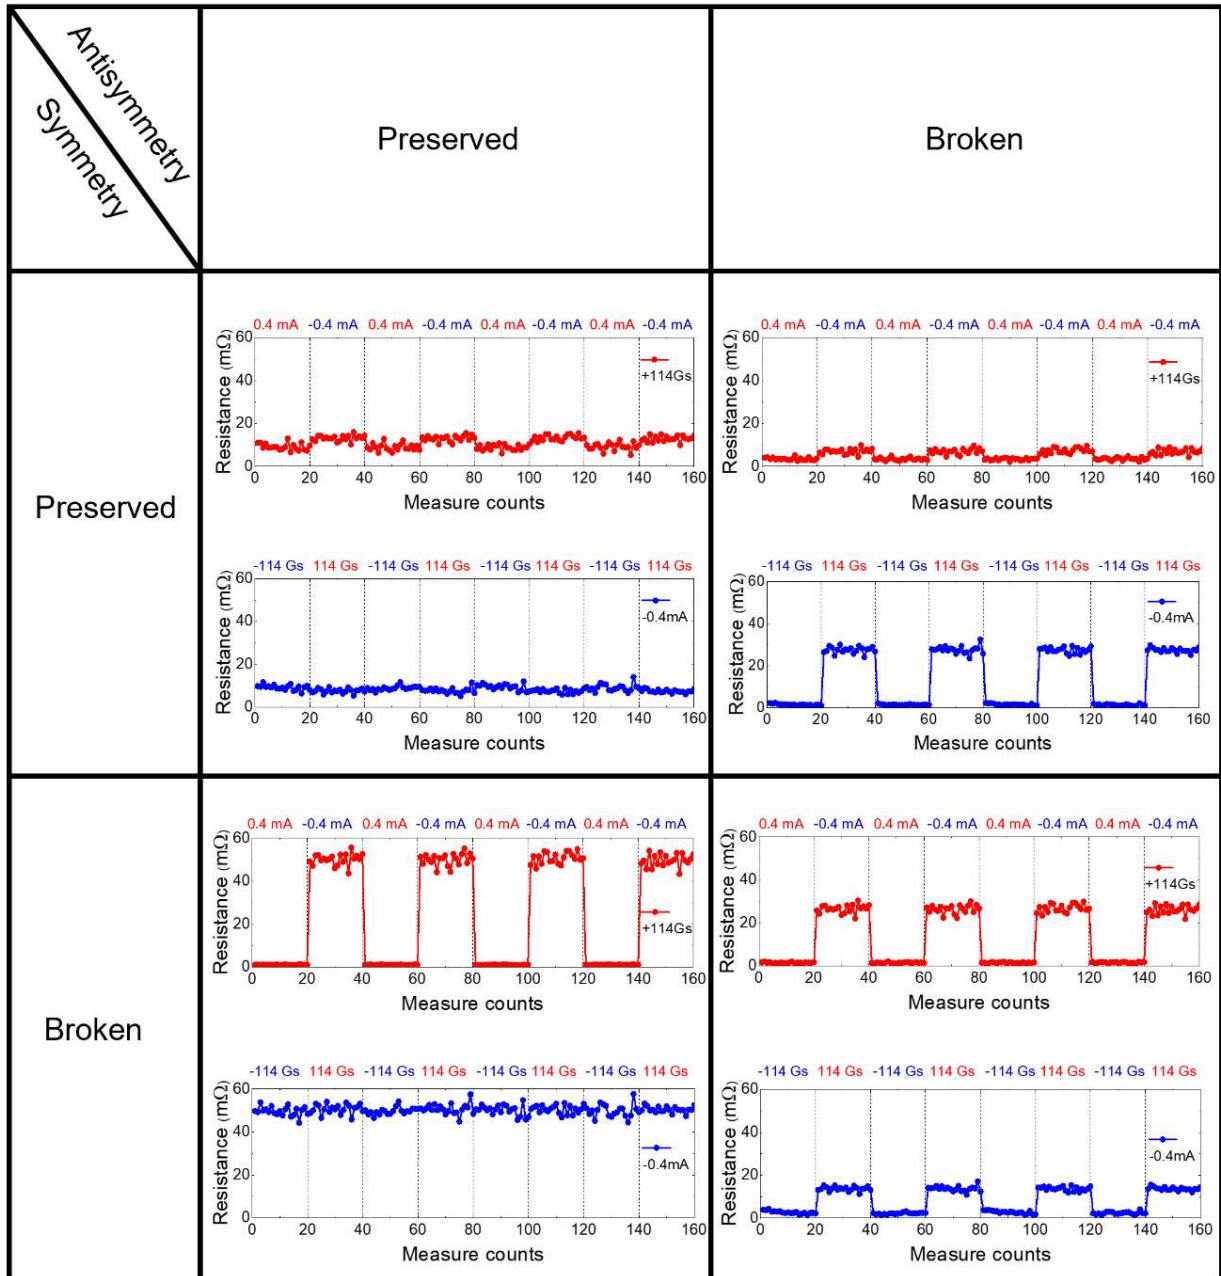 Antisymmetry
Symmetry
Preserved
Broken
Preserved
0.4 mA -0.4 mA 0.4 mA -0.4 mA 0.4 mA -0.4 mA 0.4 mA -0.4 mA
60
40
20
0
Resistance (mΩ)
+114Gs
0 20 40 60 80 100 120 140 160
Measure counts
-114 Gs 114 Gs -114 Gs 114 Gs -114 Gs 114 Gs -114 Gs 114 Gs
60
40
20
0
Resistance (mΩ)
-0.4mA
0 20 40 60 80 100 120 140 160
Measure counts
0.4 mA -0.4 mA 0.4 mA -0.4 mA 0.4 mA -0.4 mA 0.4 mA -0.4 mA
60
40
20
0
Resistance (mΩ)
+114Gs
0 20 40 60 80 100 120 140 160
Measure counts
-114 Gs 114 Gs -114 Gs 114 Gs -114 Gs 114 Gs -114 Gs 114 Gs
60
40
20
0
Resistance (mΩ)
-0.4mA
0 20 40 60 80 100 120 140 160
Measure counts
Broken
0.4 mA -0.4 mA 0.4 mA -0.4 mA 0.4 mA -0.4 mA 0.4 mA -0.4 mA
60
40
20
0
Resistance (mΩ)
+114Gs
0 20 40 60 80 100 120 140 160
Measure counts
-114 Gs 114 Gs -114 Gs 114 Gs -114 Gs 114 Gs -114 Gs 114 Gs
60
40
20
0
Resistance (mΩ)
-0.4mA
0 20 40 60 80 100 120 140 160
Measure counts
0.4 mA -0.4 mA 0.4 mA -0.4 mA 0.4 mA -0.4 mA 0.4 mA -0.4 mA
60
40
20
0
Resistance (mΩ)
+114Gs
0 20 40 60 80 100 120 140 160
Measure counts
-114 Gs 114 Gs -114 Gs 114 Gs -114 Gs 114 Gs -114 Gs 114 Gs
60
40
20
0
Resistance (mΩ)
-0.4mA
0 20 40 60 80 100 120 140 160
Measure counts